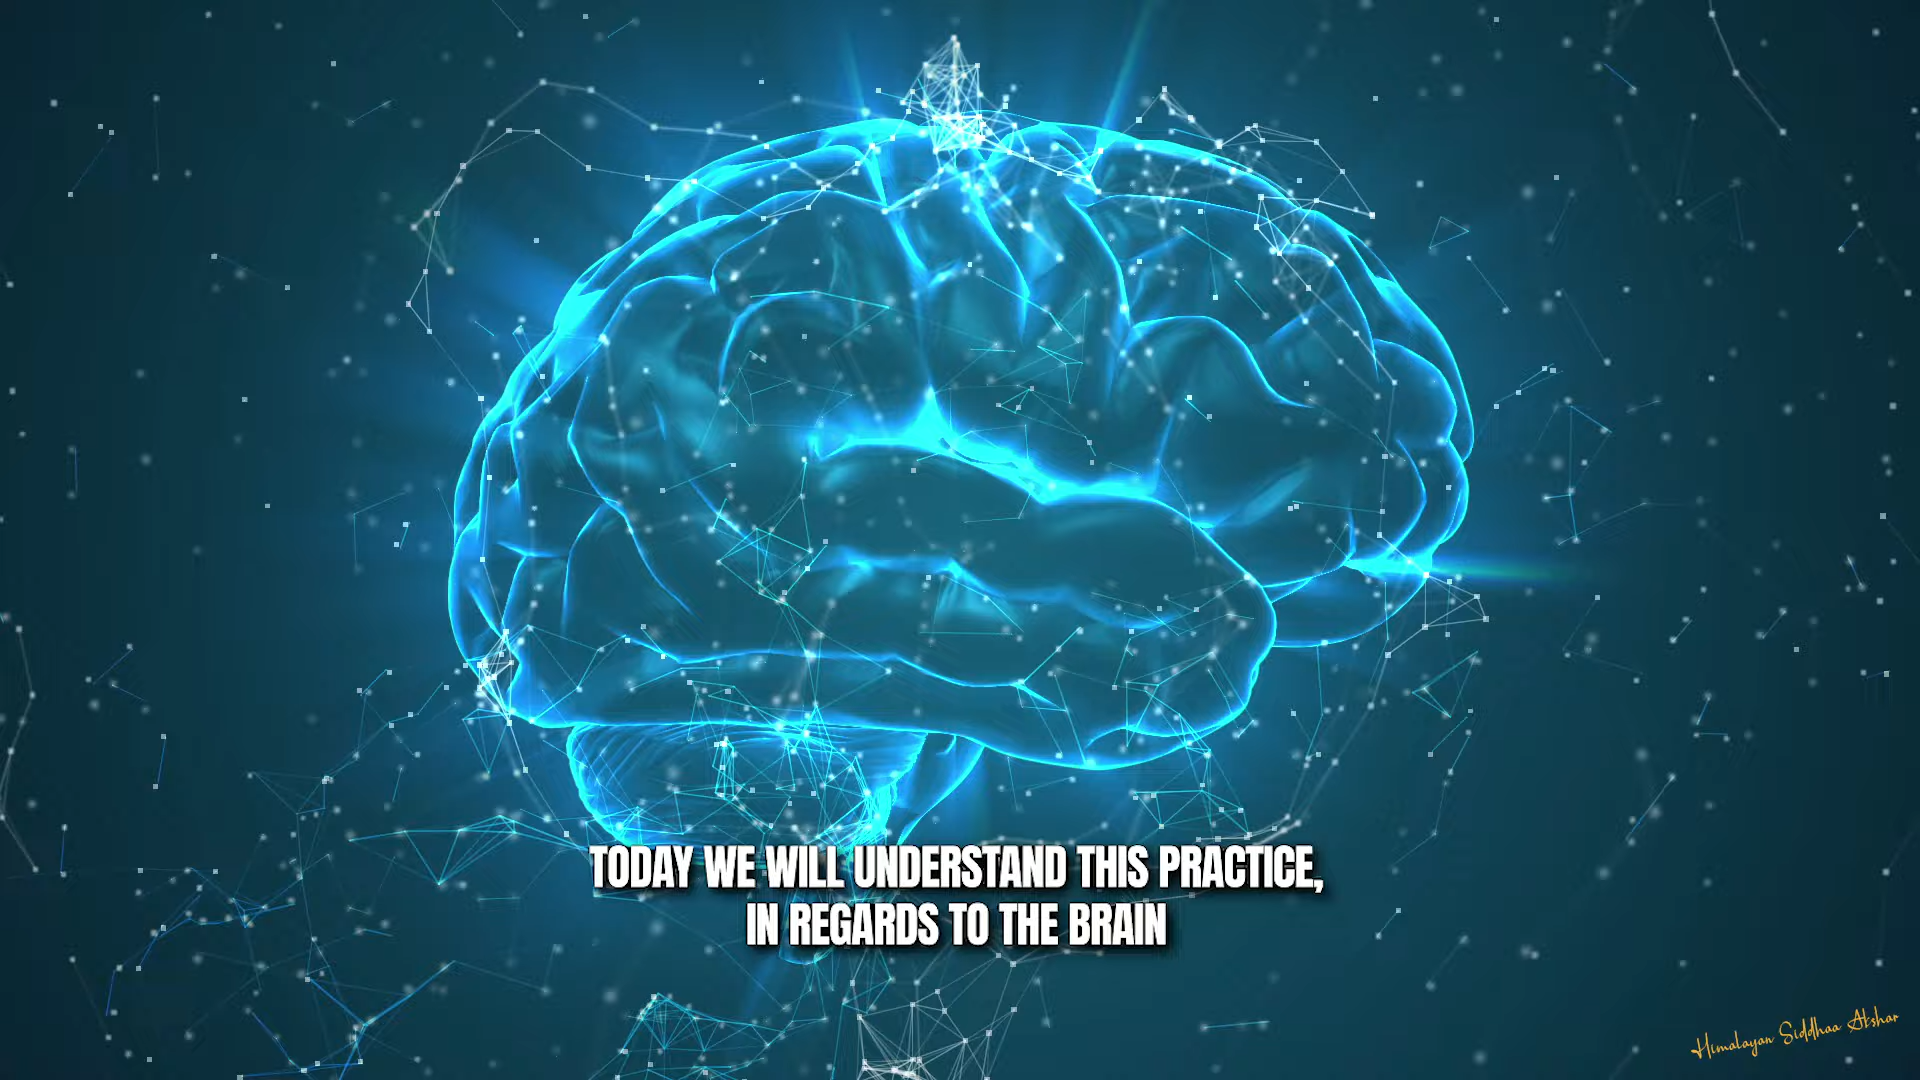 TODAY WE WILL UNDERSTAND THIS PRACTICE,
IN REGARDS TO THE BRAIN
Himalayan Siddhaa Akshar